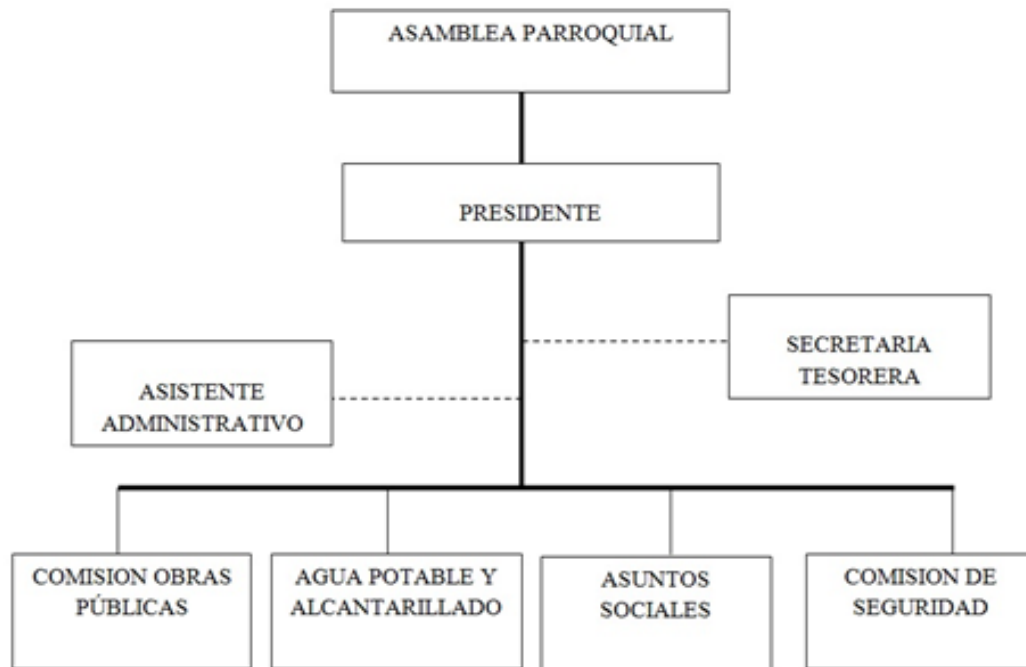 ASAMBLEA PARROQUIAL
PRESIDENTE
SECRETARIA
TESORERA
ASISTENTE
ADMINISTRATIVO
COMISION OBRAS
PÚBLICAS
AGUA POTABLE Y
ALCANTARILLADO
ASUNTOS
SOCIALES
COMISION DE
SEGURIDAD